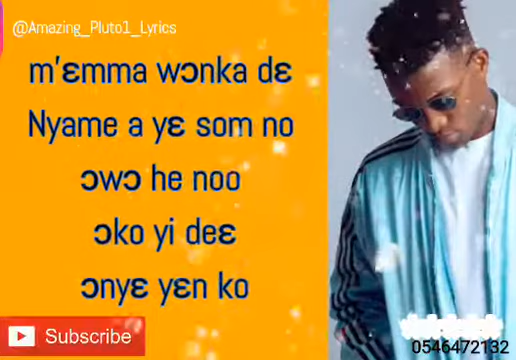 @Amazing_Pluto1_Lyrics
m'ɛmma wɔnka dɛ
Nyame a yɛ som no
ɔwɔ he noo
ɔko yi deɛ
ɔnyɛ yɛn ko
Subscribe
0546472132